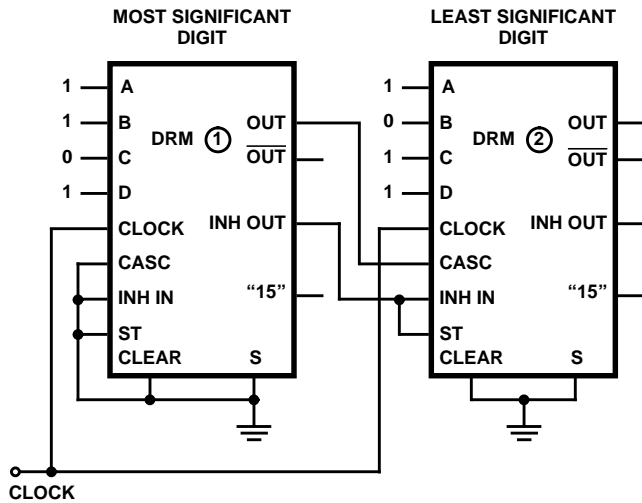 MOST SIGNIFICANT
DIGIT
1 A
1 B
0 C
1 D
CLOCK
CASC
INH IN
ST
CLEAR
S
DRM 1
OUT
OUT
INH OUT
"15"
LEAST SIGNIFICANT
DIGIT
1 A
0 B
1 C
1 D
CLOCK
CASC
INH IN
ST
CLEAR
S
DRM 2
OUT
OUT
INH OUT
"15"
CLOCK